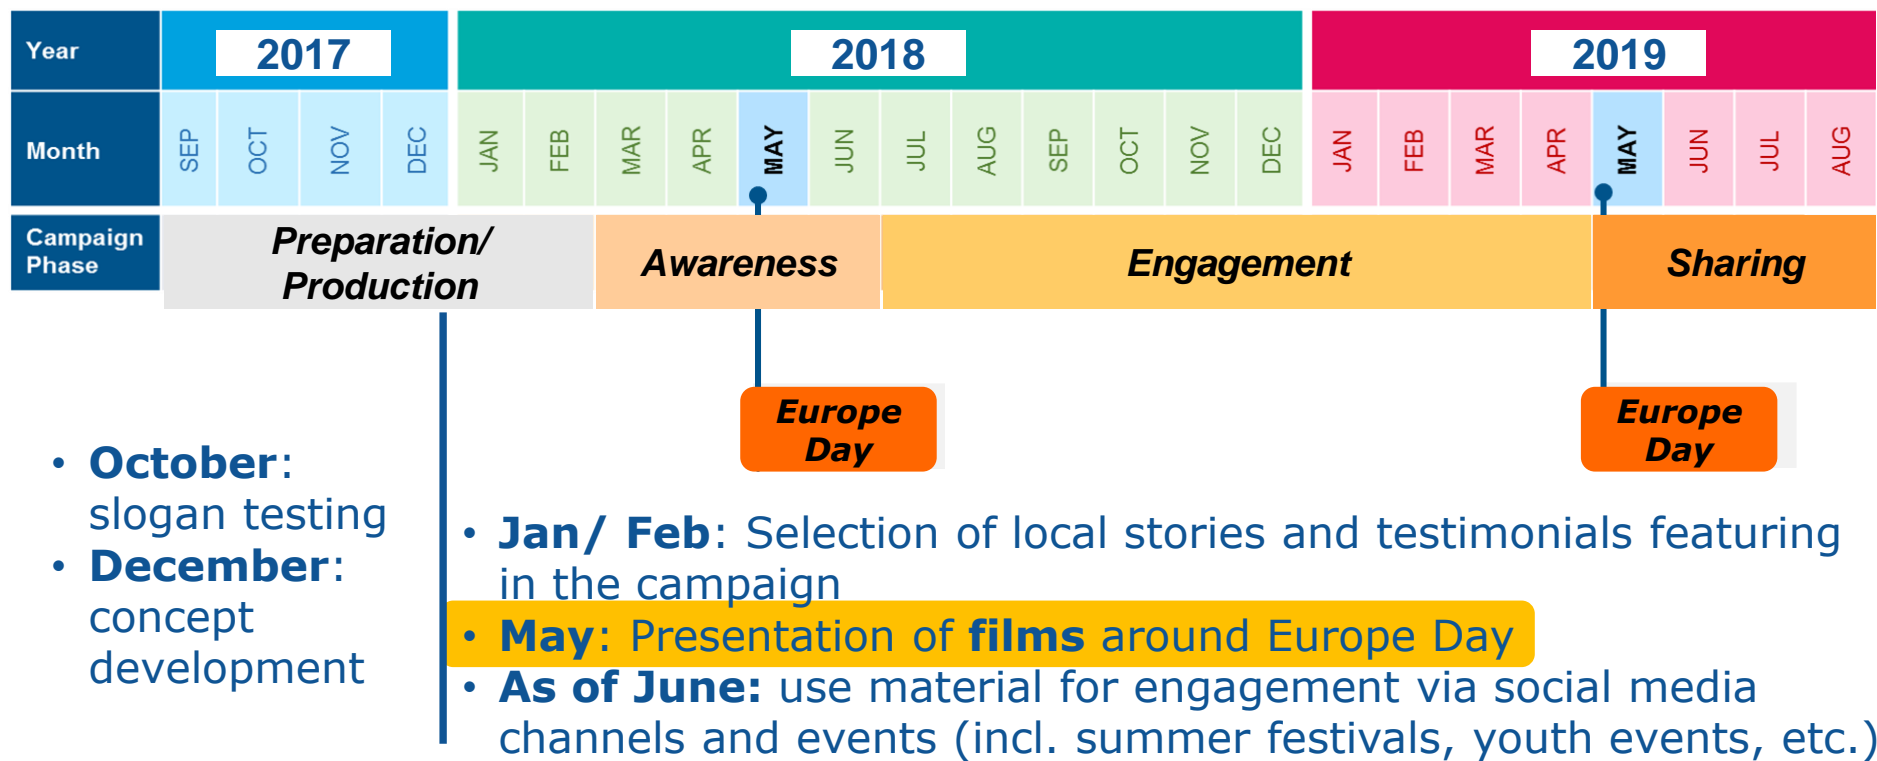 Year 2017 2018 2019
Month SEP OCT NOV DEC JAN FEB MAR APR MAY JUN JUL AUG SEP OCT NOV DEC JAN FEB MAR APR MAY JUN JUL AUG
Campaign
Phase
Preparation/
Production
Awareness
Engagement
Sharing
Europe
Day
Europe
Day
• October:
slogan testing
• December:
concept
development
• Jan/ Feb: Selection of local stories and testimonials featuring
in the campaign
• May: Presentation of films around Europe Day
• As of June: use material for engagement via social media
channels and events (incl. summer festivals, youth events, etc.)